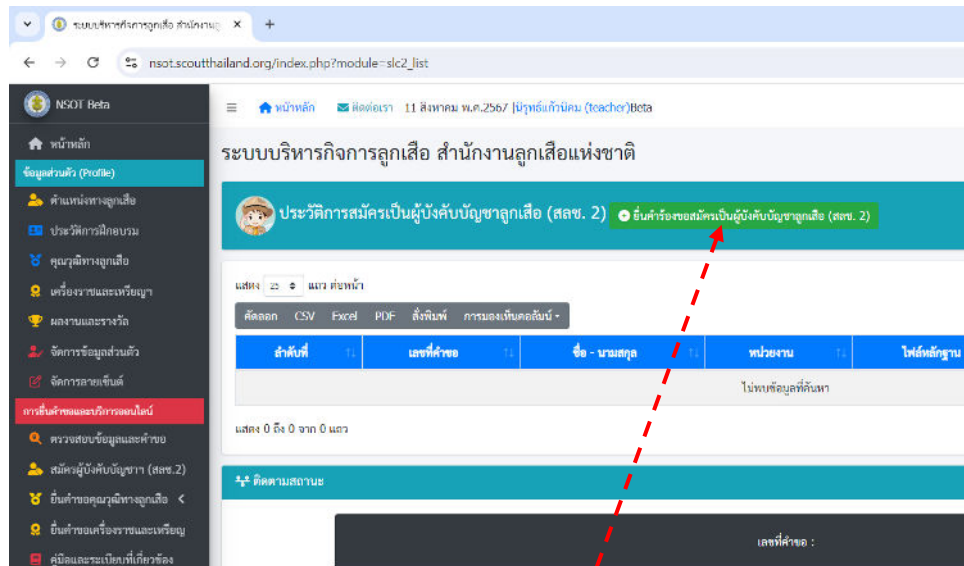 ระบบบริหารกิจการลูกเสือ สำนักงานลู
nsot.scoutthailand.org/index.php?module=slc2_list
NSOT Beta
หน้าหลัก ติดต่อเรา 11 สิงหาคม พ.ศ.2567 |นิรุทธ์แก้วนิคม (teacher)Beta
หน้าหลัก
ระบบบริหารกิจการลูกเสือ สำนักงานลูกเสือแห่งชาติ
ข้อมูลส่วนตัว (Profile)
ตำแหน่งทางลูกเสือ
ประวัติการสมัครเป็นผู้บังคับบัญชาลูกเสือ (สลช. 2) ยื่นคำร้องขอสมัครเป็นผู้บังคับบัญชาลูกเสือ (สลช. 2)
ประวัติการฝึกอบรม
คุณวุฒิทางลูกเสือ
เครื่องราชและเหรียญฯ
ผลงานและรางวัล
จัดการข้อมูลส่วนตัว
จัดการลายเซ็นต์
แสดง 25 แถว ต่อหน้า
คัดลอก CSV Excel PDF สั่งพิมพ์ การมองเห็นคอลัมน์
ลำดับที่ เลขที่คำขอ ชื่อ - นามสกุล หน่วยงาน ไฟล์หลักฐาน
ไม่พบข้อมูลที่ค้นหา
แสดง 0 ถึง 0 จาก 0 แถว
การยื่นคำขอและบริการออนไลน์
ตรวจสอบข้อมูลและคำขอ
สมัครผู้บังคับบัญชาฯ (สลช.2)
ยื่นคำขอคุณวุฒิทางลูกเสือ
ยื่นคำขอเครื่องราชและเหรียญ
คู่มือและระเบียบที่เกี่ยวข้อง
ติดตามสถานะ
เลขที่คำขอ :